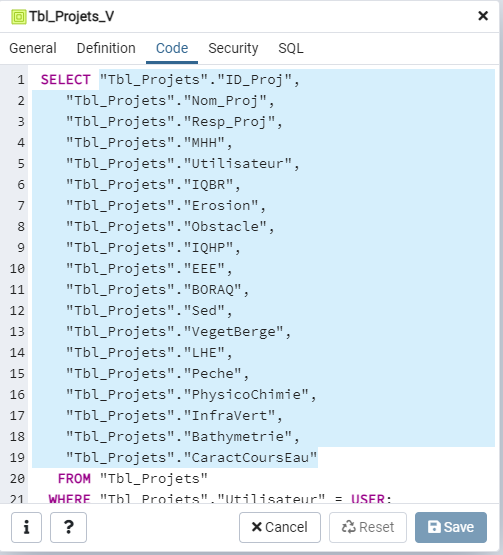 Tbl_Projets_V
General Definition Code Security SQL
1 SELECT "Tbl_Projets"."ID_Proj",
2 "Tbl_Projets"."Nom_Proj",
3 "Tbl_Projets"."Resp_Proj",
4 "Tbl_Projets"."MHH",
5 "Tbl_Projets"."Utilisateur",
6 "Tbl_Projets"."IQBR",
7 "Tbl_Projets"."Erosion",
8 "Tbl_Projets"."Obstacle",
9 "Tbl_Projets"."IQHP",
10 "Tbl_Projets"."EEE",
11 "Tbl_Projets"."BORAQ",
12 "Tbl_Projets"."Sed",
13 "Tbl_Projets"."VegetBerge",
14 "Tbl_Projets"."LHE",
15 "Tbl_Projets"."Peche",
16 "Tbl_Projets"."PhysicoChimie",
17 "Tbl_Projets"."InfraVert",
18 "Tbl_Projets"."Bathymetrie",
19 "Tbl_Projets"."CaractCoursEau"
20 FROM "Tbl_Projets"
21 WHERE "Tbl_Projets"."Utilisateur" = USER;
i ? Cancel Reset Save